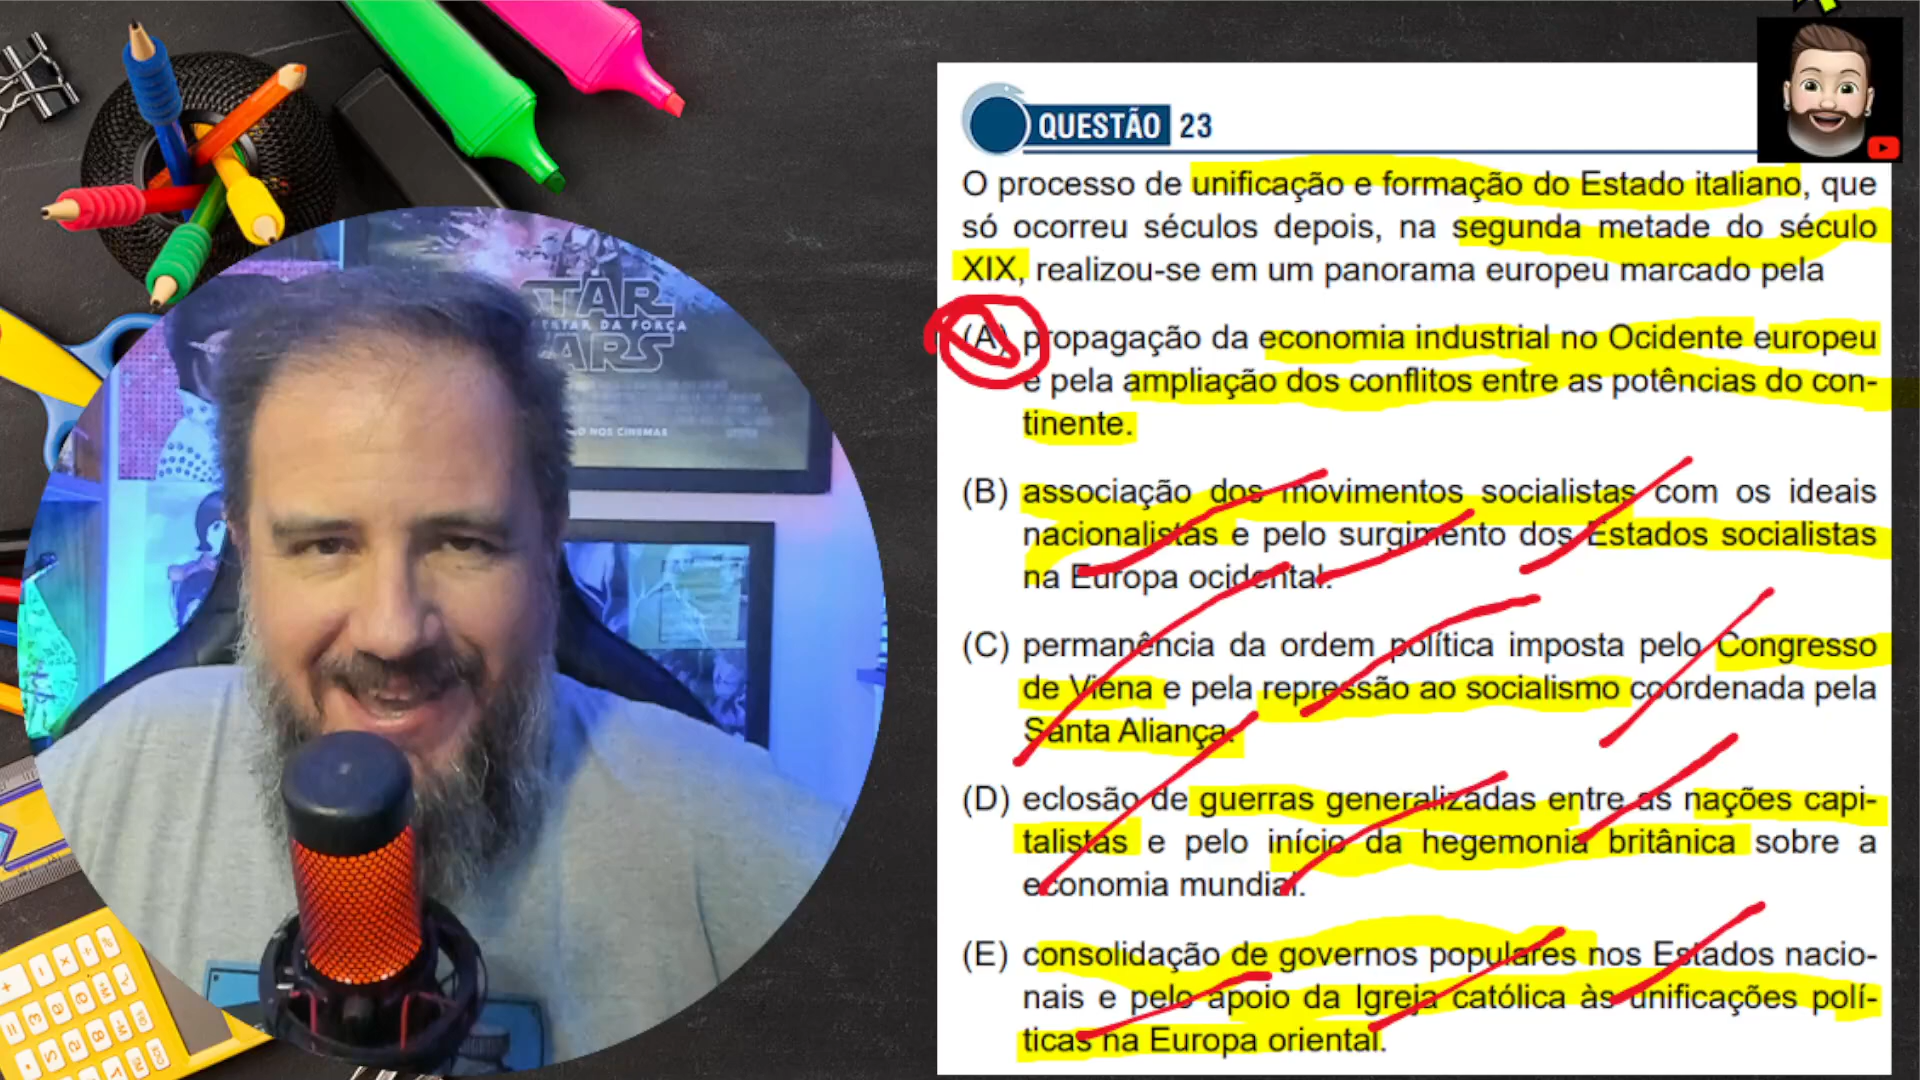 QUESTÃO 23
O processo de unificação e formação do Estado italiano, que
só ocorreu séculos depois, na segunda metade do século
XIX, realizou-se em um panorama europeu marcado pela
(A) propagação da economia industrial no Ocidente europeu
e pela ampliação dos conflitos entre as potências do con-
tinente.
(B) associação dos movimentos socialistas com os ideais
nacionalistas e pelo surgimento dos Estados socialistas
na Europa ocidental.
(C) permanência da ordem política imposta pelo Congresso
de Viena e pela repressão ao socialismo coordenada pela
Santa Aliança.
(D) eclosão de guerras generalizadas entre as nações capi-
talistas e pelo início da hegemonia britânica sobre a
economia mundial.
(E) consolidação de governos populares nos Estados nacio-
nais e pelo apoio da Igreja católica às unificações polí-
ticas na Europa oriental.
STAR
DA FORÇA
WARS
NOS CINEMAS